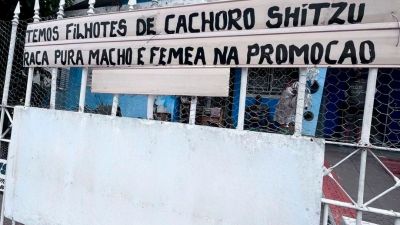 TEMOS FiLHOTES DE CACHORO SHiTZU
RACA PURA MACHO E FEMEA NA PROMOCAO